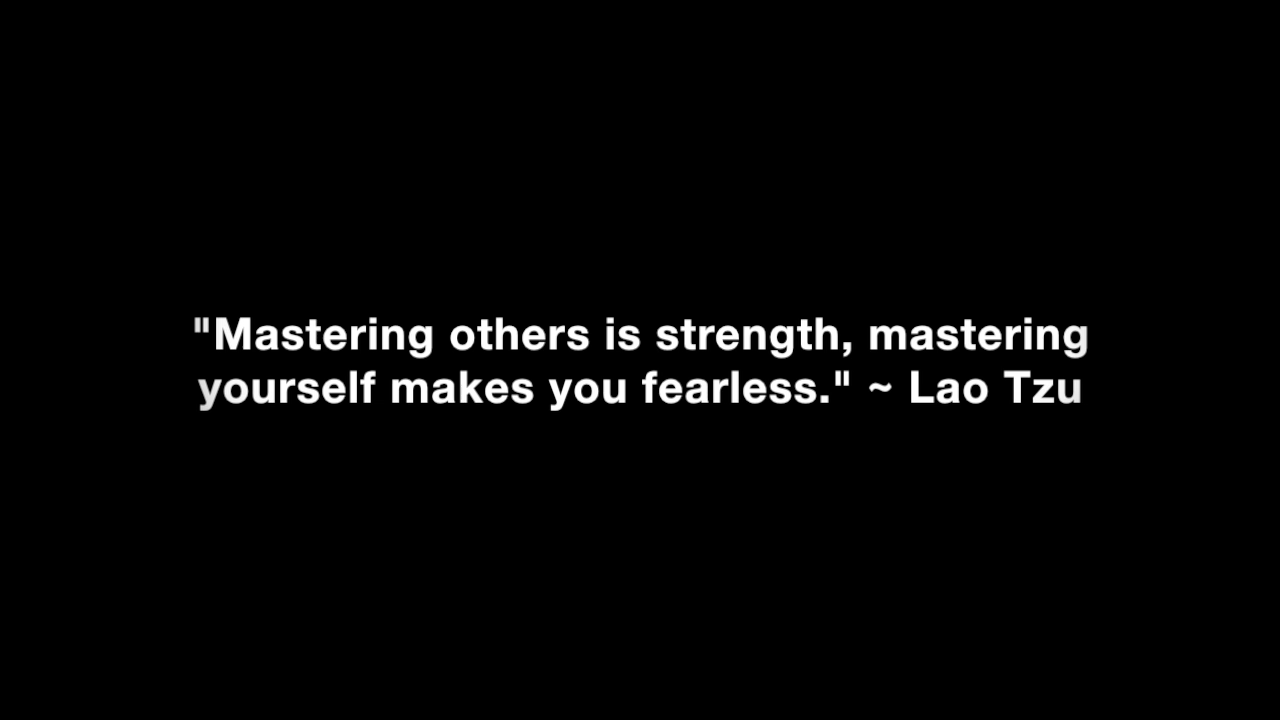 "Mastering others is strength, mastering
yourself makes you fearless." ~ Lao Tzu